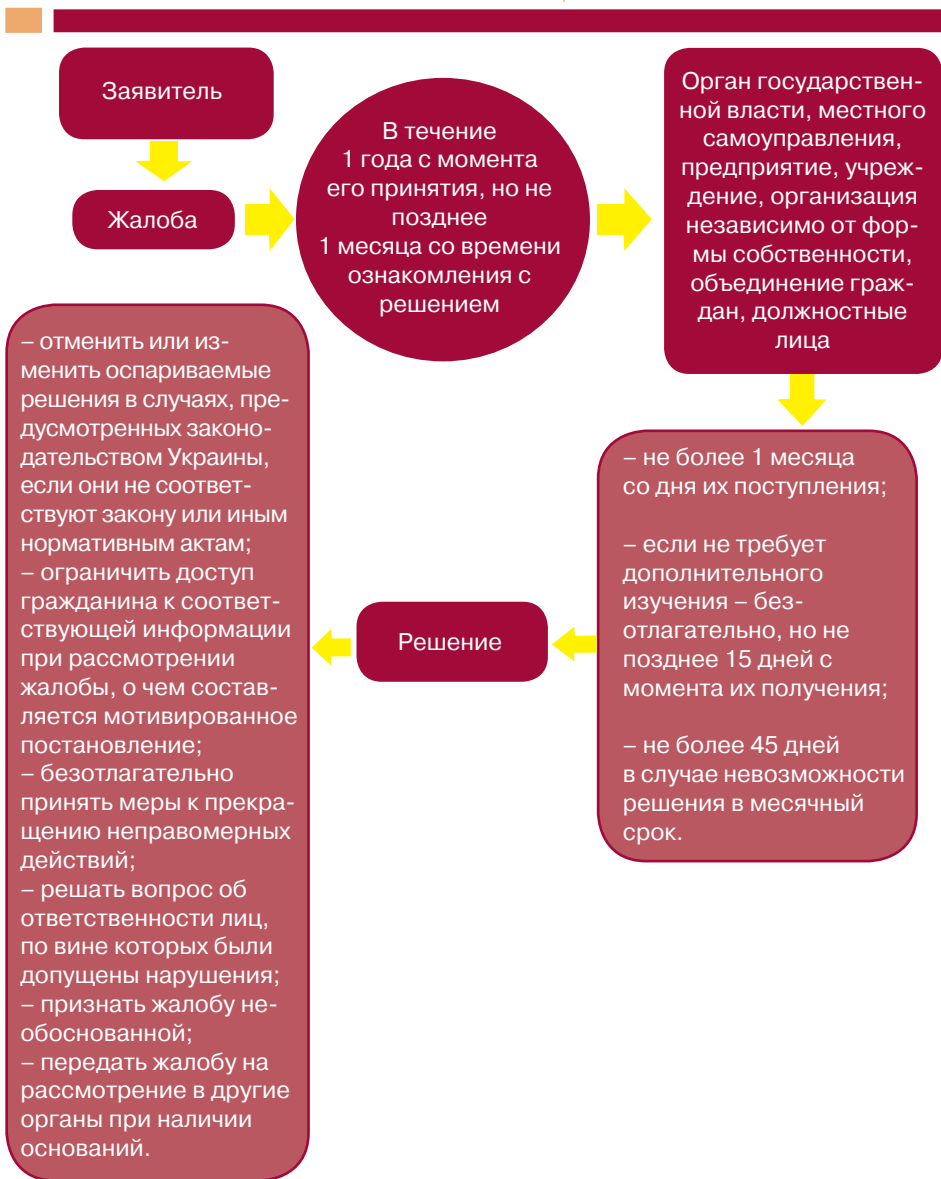 Заявитель
Жалоба
В течение
1 года с момента
его принятия, но не
позднее
1 месяца со времени
ознакомления с
решением
Орган государствен-
ной власти, местного
самоуправления,
предприятие, учреж-
дение, организация
независимо от фор-
мы собственности,
объединение граж-
дан, должностные
лица
– не более 1 месяца
со дня их поступления;
– если не требует
дополнительного
изучения – без-
отлагательно, но не
позднее 15 дней с
момента их получения;
– не более 45 дней
в случае невозможности
решения в месячный
срок.
Решение
– отменить или из-
менить оспариваемые
решения в случаях, пре-
дусмотренных законо-
дательством Украины,
если они не соответ-
ствуют закону или иным
нормативным актам;
– ограничить доступ
гражданина к соответ-
ствующей информации
при рассмотрении
жалобы, о чем состав-
ляется мотивированное
постановление;
– безотлагательно
принять меры к прекра-
щению неправомерных
действий;
– решать вопрос об
ответственности лиц,
по вине которых были
допущены нарушения;
– признать жалобу не-
обоснованной;
– передать жалобу на
рассмотрение в другие
органы при наличии
оснований.